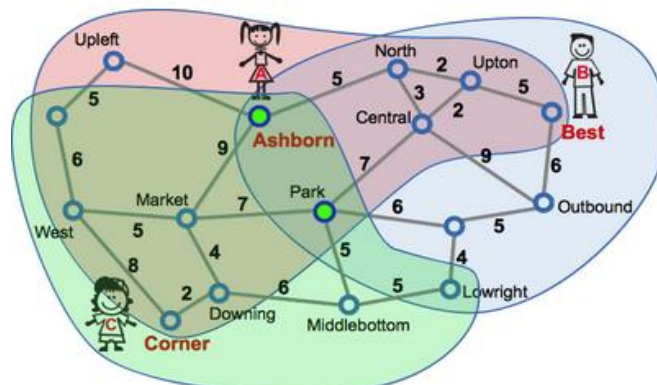 Upleft
10
A
North
2
Upton
B
5
5
3
2
5
Central
Best
Ashborn
6
9
7
9
6
Market
Park
7
6
Outbound
West
5
5
8
4
5
4
C
2
6
5
Lowright
Downing
Middlebottom
Corner